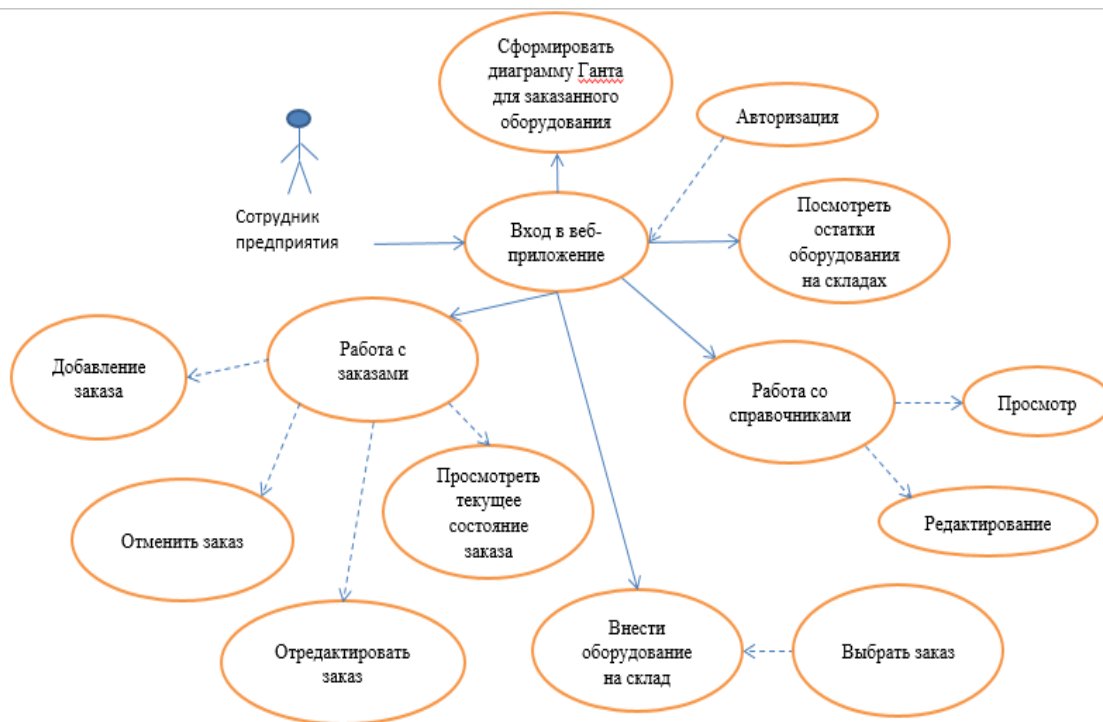 Сформировать
диаграмму Ганта
для заказанного
оборудования
Авторизация
Сотрудник
предприятия
Вход в веб-
приложение
Посмотреть
остатки
оборудования
на складах
Добавление
заказа
Работа с
заказами
Работа со
справочниками
Просмотр
Отменить заказ
Просмотреть
текущее
состояние
заказа
Редактирование
Отредактировать
заказ
Внести
оборудование
на склад
Выбрать заказ